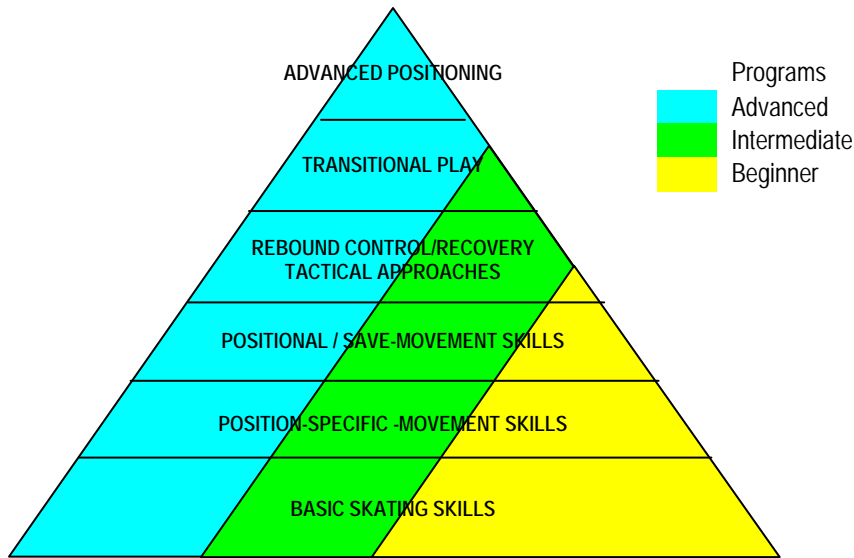 ADVANCED POSITIONING
TRANSITIONAL PLAY
REBOUND CONTROL/RECOVERY
TACTICAL APPROACHES
POSITIONAL / SAVE-MOVEMENT SKILLS
POSITION-SPECIFIC -MOVEMENT SKILLS
BASIC SKATING SKILLS
Programs
Advanced
Intermediate
Beginner